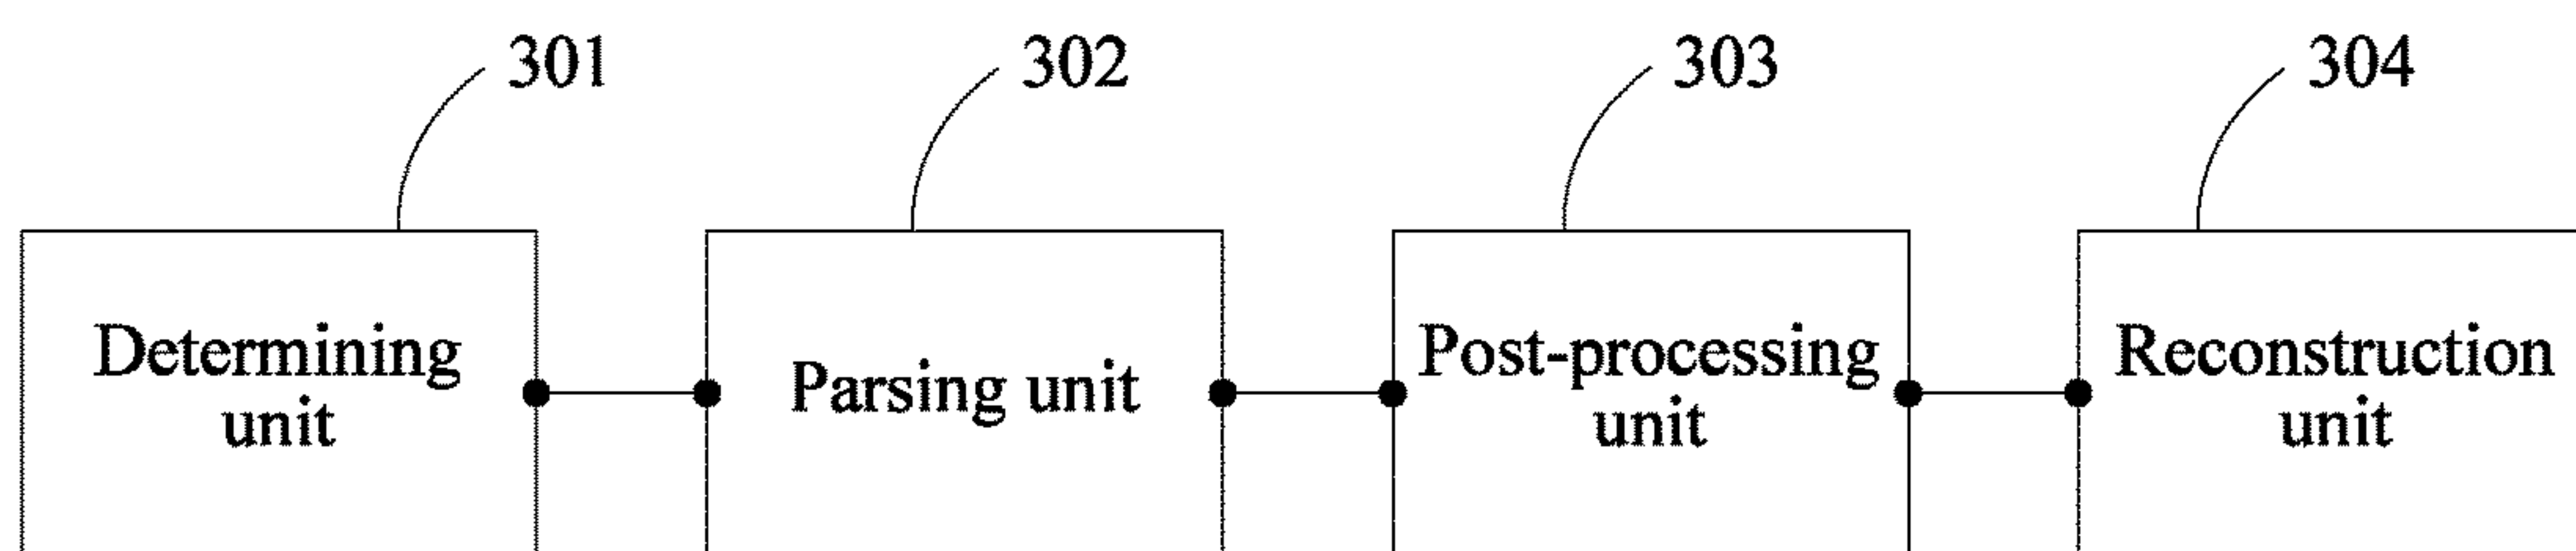 301
302
303
304
Determining
unit
Parsing unit
Post-processing
unit
Reconstruction
unit